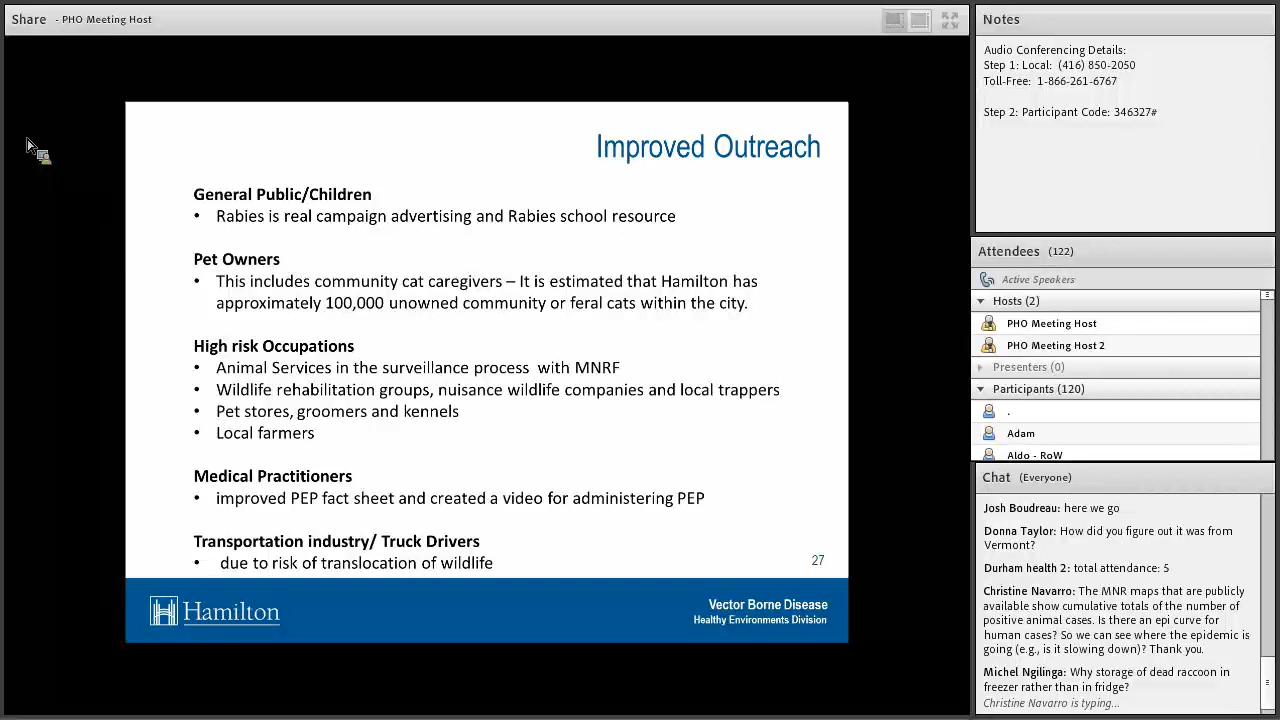 Share - PHO Meeting Host
Improved Outreach
General Public/Children
• Rabies is real campaign advertising and Rabies school resource
Pet Owners
• This includes community cat caregivers – It is estimated that Hamilton has
approximately 100,000 unowned community or feral cats within the city.
High risk Occupations
• Animal Services in the surveillance process with MNRF
• Wildlife rehabilitation groups, nuisance wildlife companies and local trappers
• Pet stores, groomers and kennels
• Local farmers
Medical Practitioners
• improved PEP fact sheet and created a video for administering PEP
Transportation industry/ Truck Drivers
• due to risk of translocation of wildlife
27
Hamilton
Vector Borne Disease
Healthy Environments Division
Notes
Audio Conferencing Details:
Step 1: Local: (416) 850-2050
Toll-Free: 1-866-261-6767
Step 2: Participant Code: 346327#
Attendees (122)
Active Speakers
Hosts (2)
PHO Meeting Host
PHO Meeting Host 2
Presenters (0)
Participants (120)
.
Adam
Aldo - RoW
Chat (Everyone)
Josh Boudreau: here we go
Donna Taylor: How did you figure out it was from
Vermont?
Durham health 2: total attendance: 5
Christine Navarro: The MNR maps that are publicly
available show cumulative totals of the number of
positive animal cases. Is there an epi curve for
human cases? So we can see where the epidemic is
going (e.g., is it slowing down)? Thank you.
Michel Ngilinga: Why storage of dead raccoon in
freezer rather than in fridge?
Christine Navarro is typing...